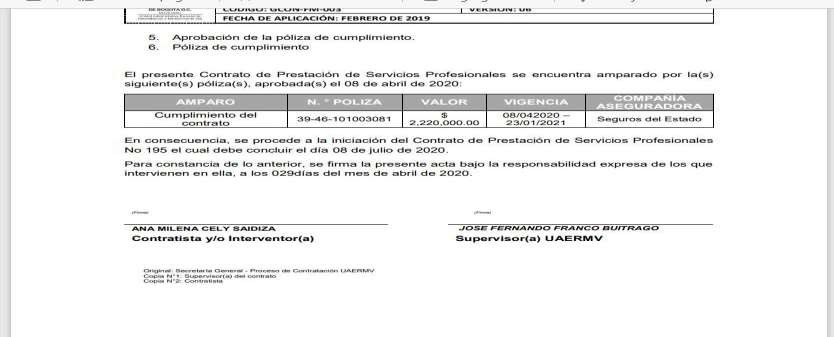 DE BOGOTÁ D.C.
CÓDIGO: GCON-FM-003
VERSIÓN: 06
FECHA DE APLICACIÓN: FEBRERO DE 2019
5. Aprobación de la póliza de cumplimiento.
6. Póliza de cumplimiento
El presente Contrato de Prestación de Servicios Profesionales se encuentra amparado por la(s)
siguiente(s) póliza(s), aprobada(s) el 08 de abril de 2020:
AMPARO N. ° POLIZA VALOR VIGENCIA COMPAÑÍA ASEGURADORA
Cumplimiento del contrato 39-46-101003081 $ 2,220,000.00 08/042020 – 23/01/2021 Seguros del Estado
En consecuencia, se procede a la iniciación del Contrato de Prestación de Servicios Profesionales
No 195 el cual debe concluir el día 08 de julio de 2020.
Para constancia de lo anterior, se firma la presente acta bajo la responsabilidad expresa de los que
intervienen en ella, a los 029días del mes de abril de 2020.
(Firma) (Firma)
ANA MILENA CELY SAIDIZA JOSE FERNANDO FRANCO BUITRAGO
Contratista y/o Interventor(a) Supervisor(a) UAERMV
Original: Secretaría General - Proceso de Contratación UAERMV
Copia N°1: Supervisor(a) del contrato
Copia N°2: Contratista